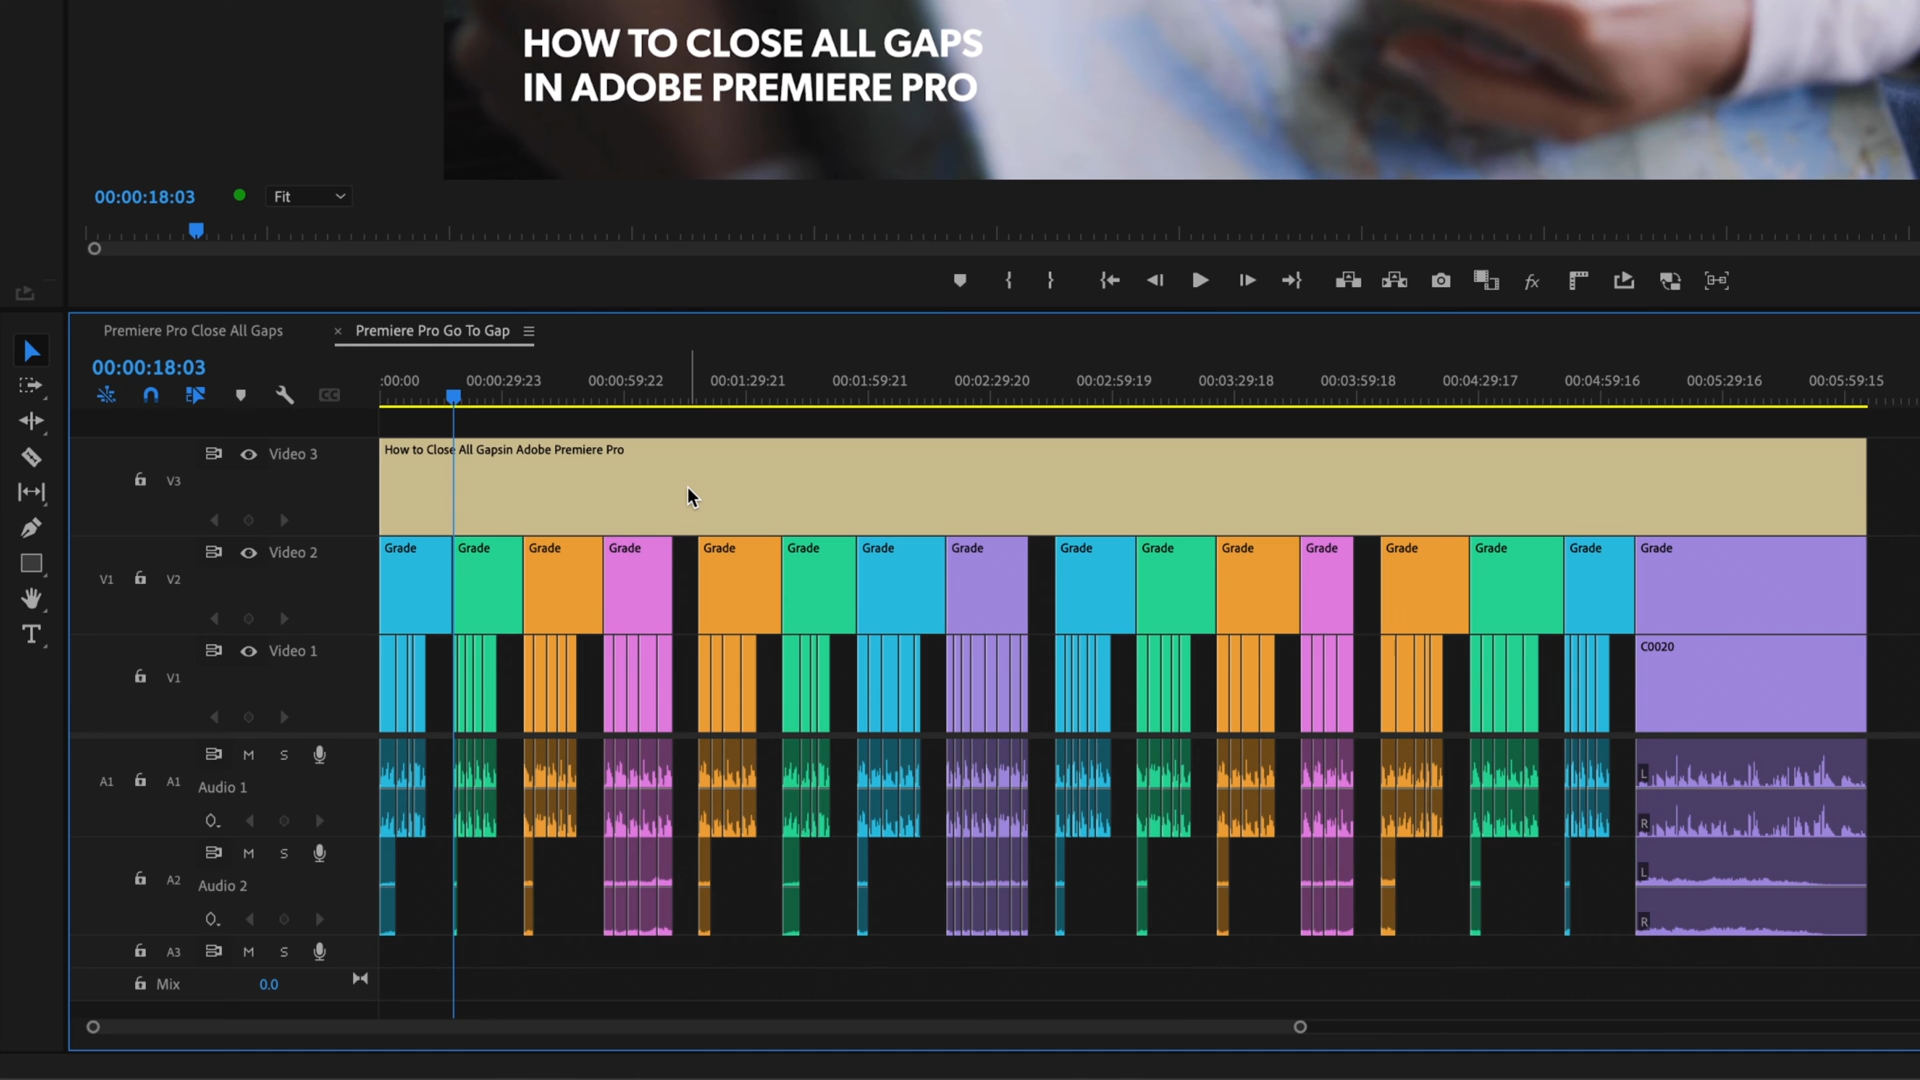 HOW TO CLOSE ALL GAPS
IN ADOBE PREMIERE PRO
00:00:18:03 Fit
Premiere Pro Close All Gaps × Premiere Pro Go To Gap
00:00:18:03
:00:00 00:00:29:23 00:00:59:22 00:01:29:21 00:01:59:21 00:02:29:20 00:02:59:19 00:03:29:18 00:03:59:18 00:04:29:17 00:04:59:16 00:05:29:16 00:05:59:15
CC
How to Close All Gapsin Adobe Premiere Pro
V3 Video 3
Grade Grade Grade Grade Grade Grade Grade Grade Grade Grade Grade Grade Grade Grade Grade Grade
V1 V2 Video 2
V1 Video 1
C0020
A1 A1 M S
Audio 1
L
R
A2 M S
Audio 2
L
R
A3 M S
Mix 0.0